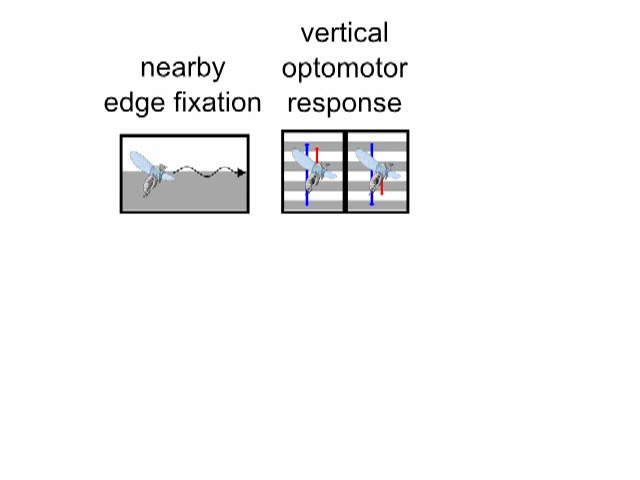 nearby
edge fixation
vertical
optomotor
response